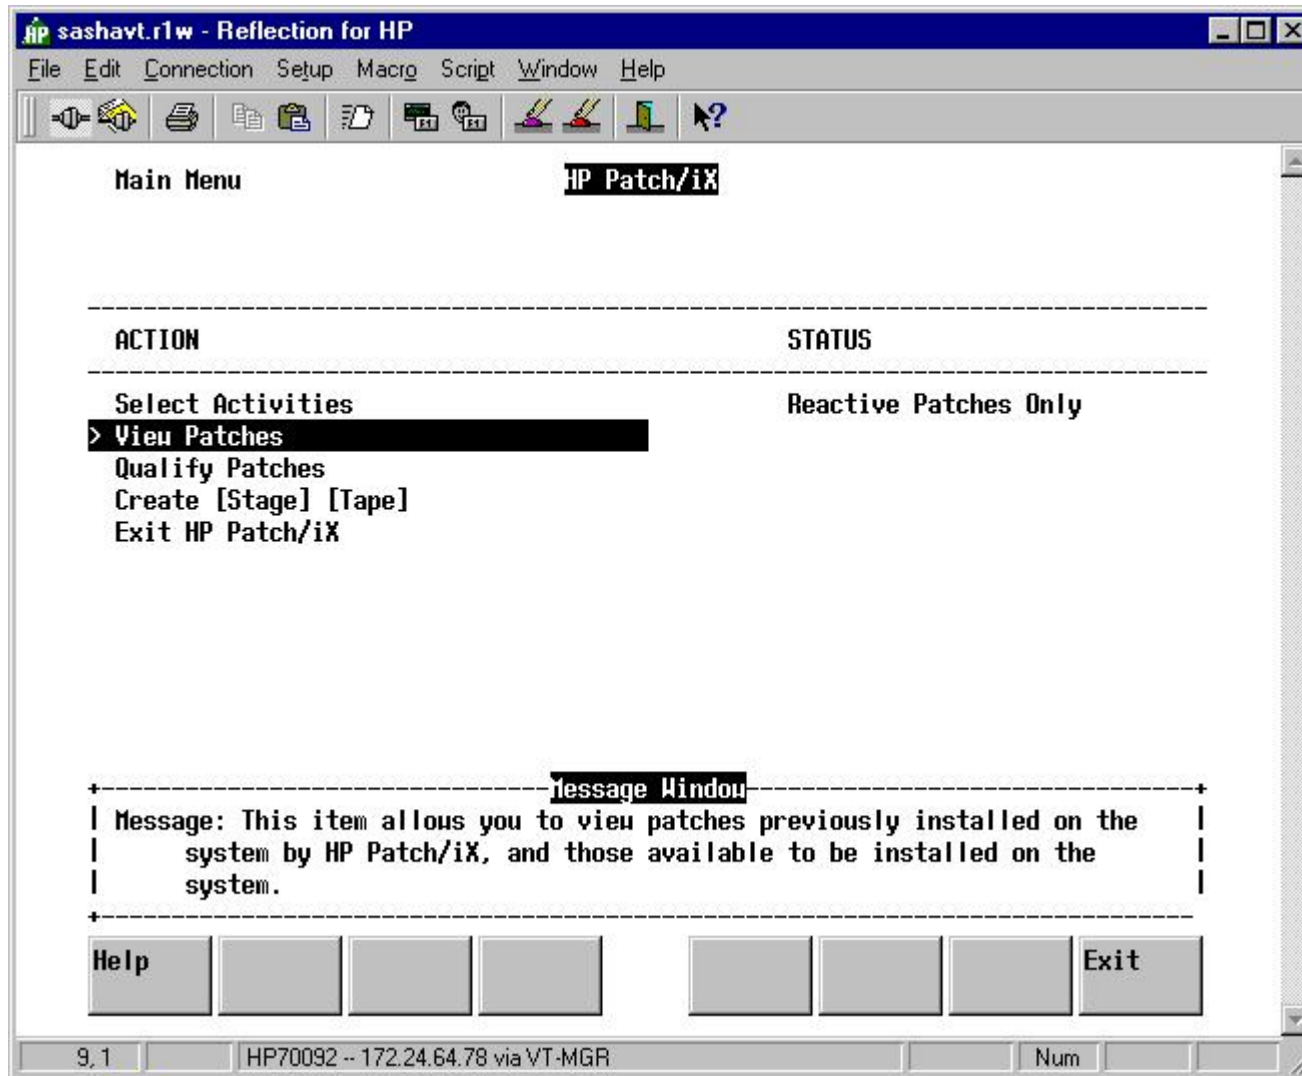 sashavt.r1w - Reflection for HP
File Edit Connection Setup Macro Script Window Help
Main Menu HP Patch/iX
ACTION STATUS
Select Activities Reactive Patches Only
> View Patches
Qualify Patches
Create [Stage] [Tape]
Exit HP Patch/iX
Message Window
Message: This item allows you to view patches previously installed on the
system by HP Patch/iX, and those available to be installed on the
system.
Help Exit
9, 1 HP70092 -- 172.24.64.78 via VT-MGR Num